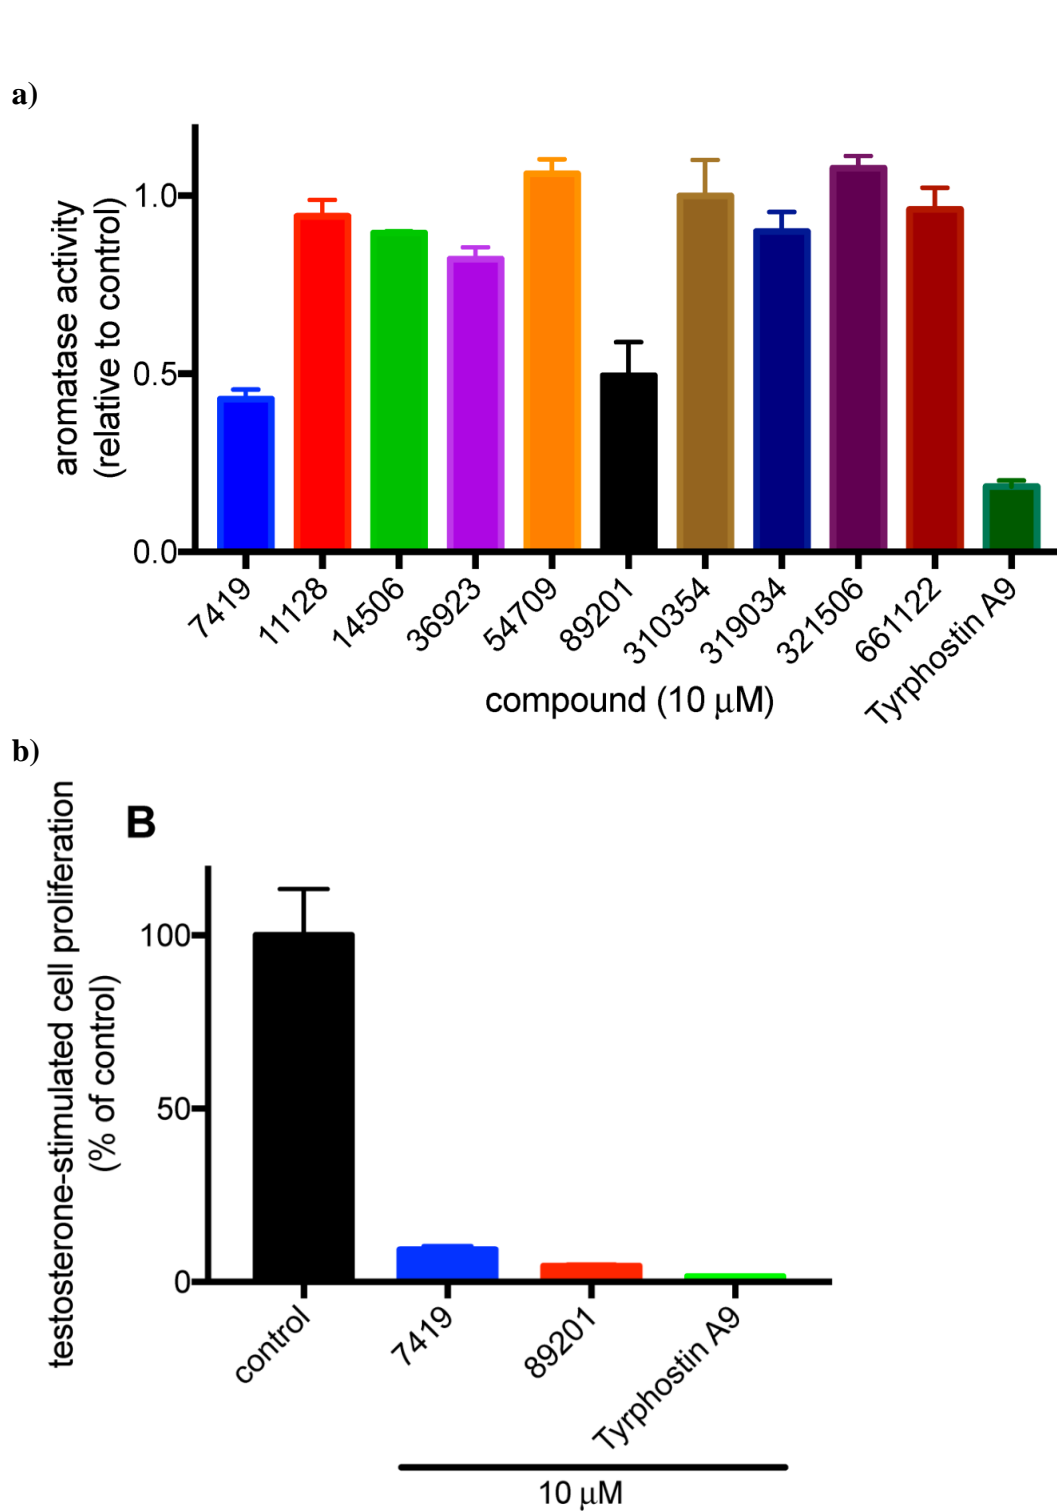 a)
aromatase activity
(relative to control)
1.0
0.5
0.0
7419
11128
14506
36923
54709
89201
310354
319034
321506
661122
Tyrphostin A9
compound (10 μM)
b)
B
testosterone-stimulated cell proliferation
(% of control)
100
50
0
control
7419
89201
Tyrphostin A9
10 μM